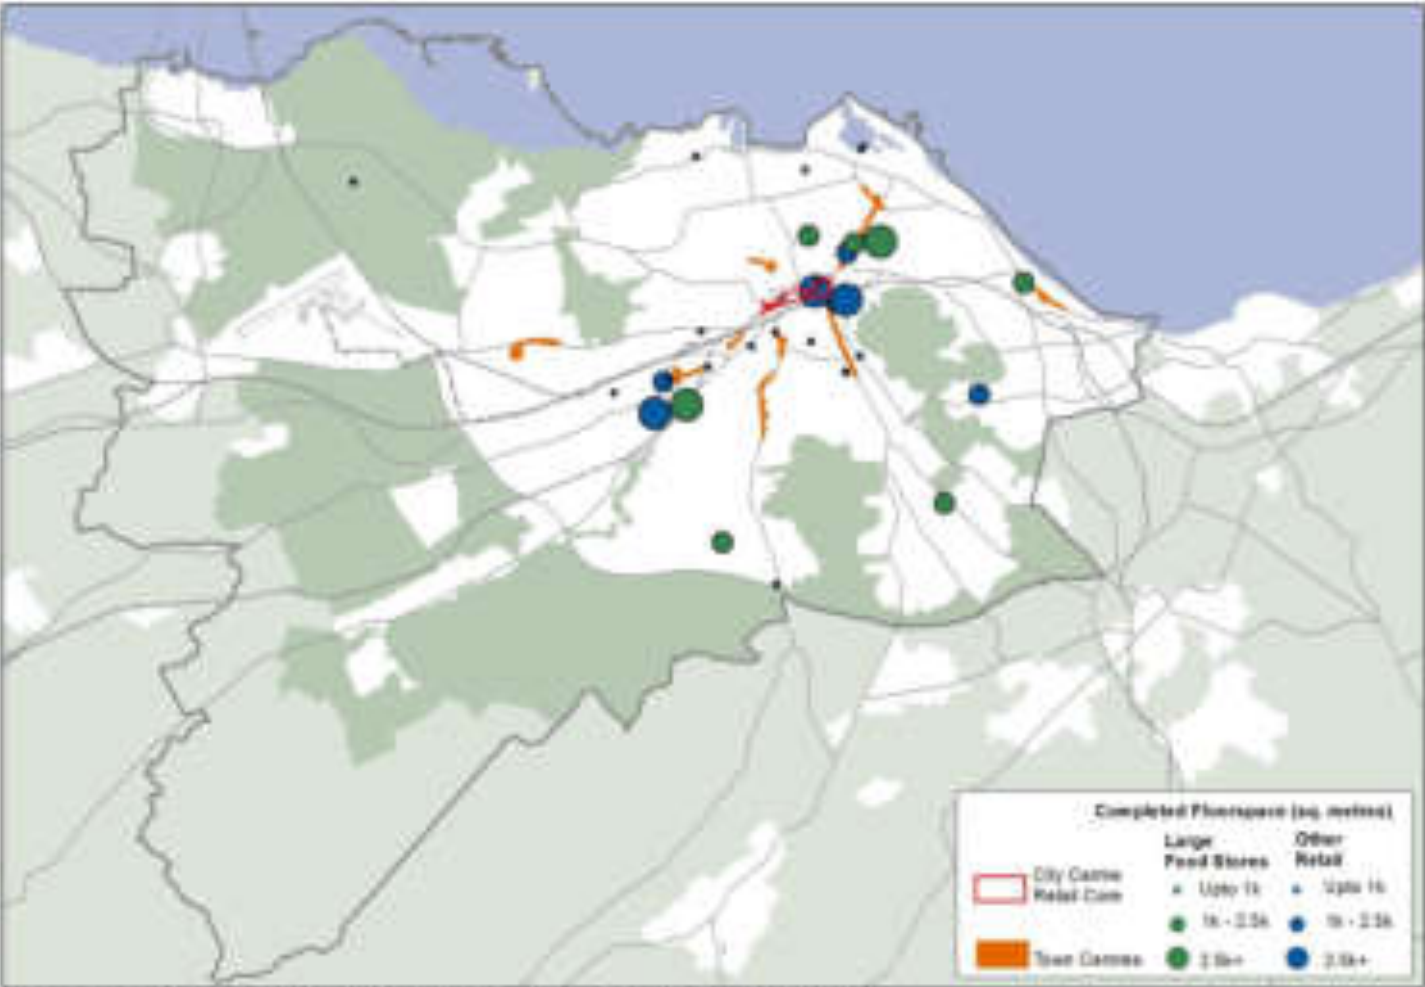 Completed Floorspace (sq. metres)
Large
Food Stores
Other
Retail
City Centre
Retail Core
Upto 1k
Upto 1k
1k - 2.5k
1k - 2.5k
Town Centres
2.5k+
2.5k+